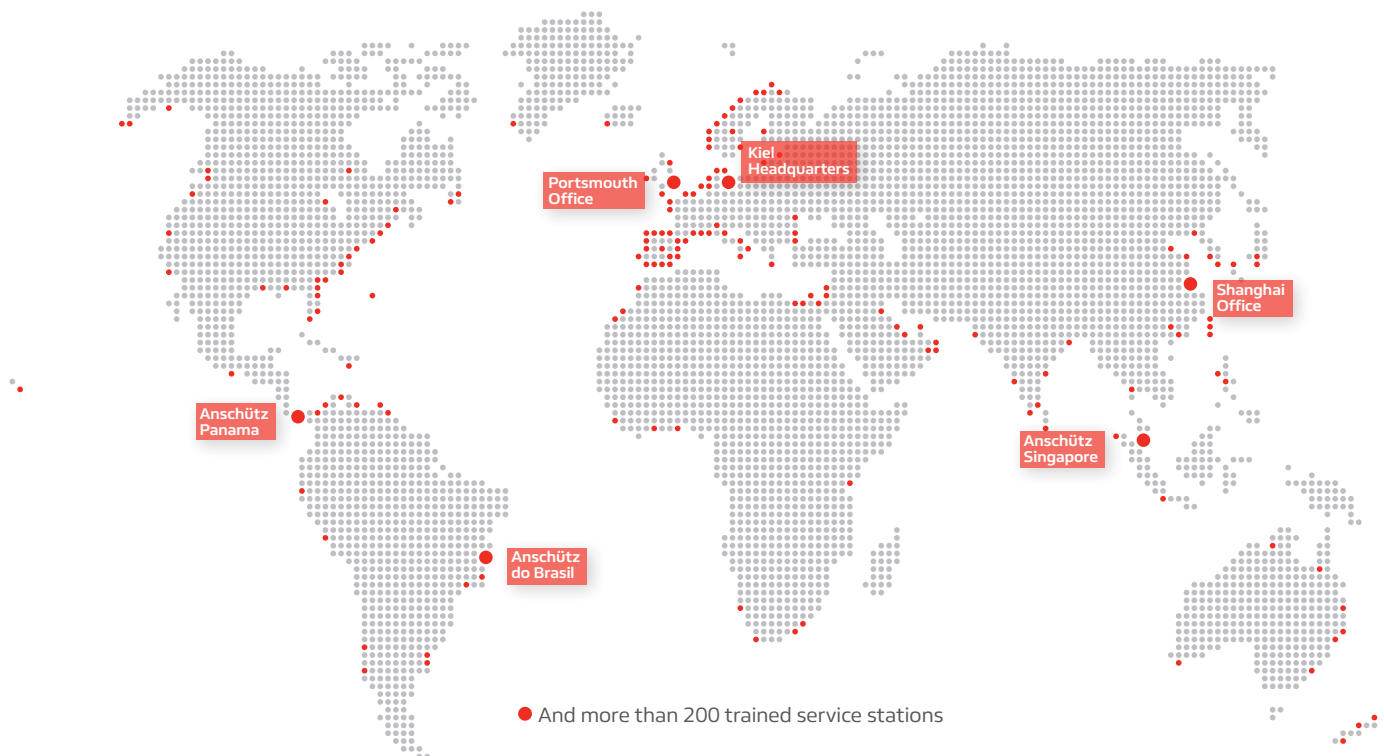 Kiel
Headquarters
Portsmouth
Office
Shanghai
Office
Anschütz
Panama
Anschütz
Singapore
Anschütz
do Brasil
And more than 200 trained service stations